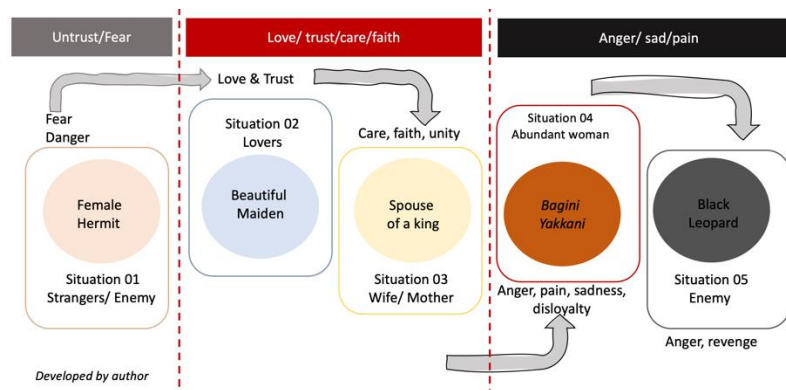 Untrust/Fear
Love/ trust/care/faith
Anger/ sad/pain
Love & Trust
Fear
Danger
Female
Hermit
Situation 01
Strangers/ Enemy
Situation 02
Lovers
Beautiful
Maiden
Care, faith, unity
Spouse
of a king
Situation 03
Wife/ Mother
Situation 04
Abundant woman
Bagini
Yakkani
Anger, pain, sadness,
disloyalty
Black
Leopard
Situation 05
Enemy
Anger, revenge
Developed by author